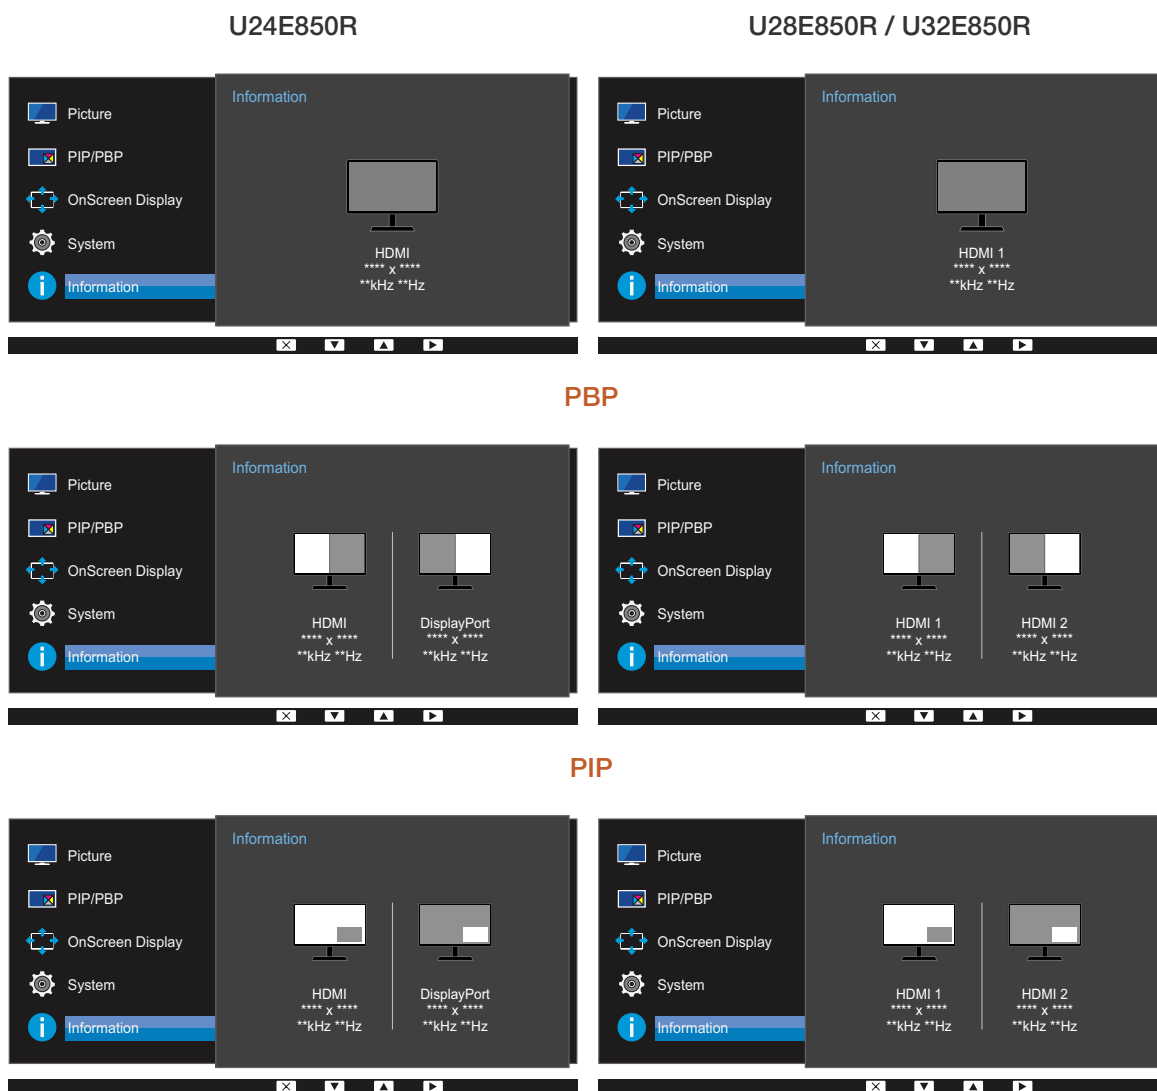 U24E850R
U28E850R / U32E850R
Picture
PIP/PBP
OnScreen Display
System
Information
Information
HDMI
**** x ****
**kHz **Hz
Picture
PIP/PBP
OnScreen Display
System
Information
Information
HDMI 1
**** x ****
**kHz **Hz
PBP
Picture
PIP/PBP
OnScreen Display
System
Information
Information
HDMI
**** x ****
**kHz **Hz
DisplayPort
**** x ****
**kHz **Hz
Picture
PIP/PBP
OnScreen Display
System
Information
Information
HDMI 1
**** x ****
**kHz **Hz
HDMI 2
**** x ****
**kHz **Hz
PIP
Picture
PIP/PBP
OnScreen Display
System
Information
Information
HDMI
**** x ****
**kHz **Hz
DisplayPort
**** x ****
**kHz **Hz
Picture
PIP/PBP
OnScreen Display
System
Information
Information
HDMI 1
**** x ****
**kHz **Hz
HDMI 2
**** x ****
**kHz **Hz